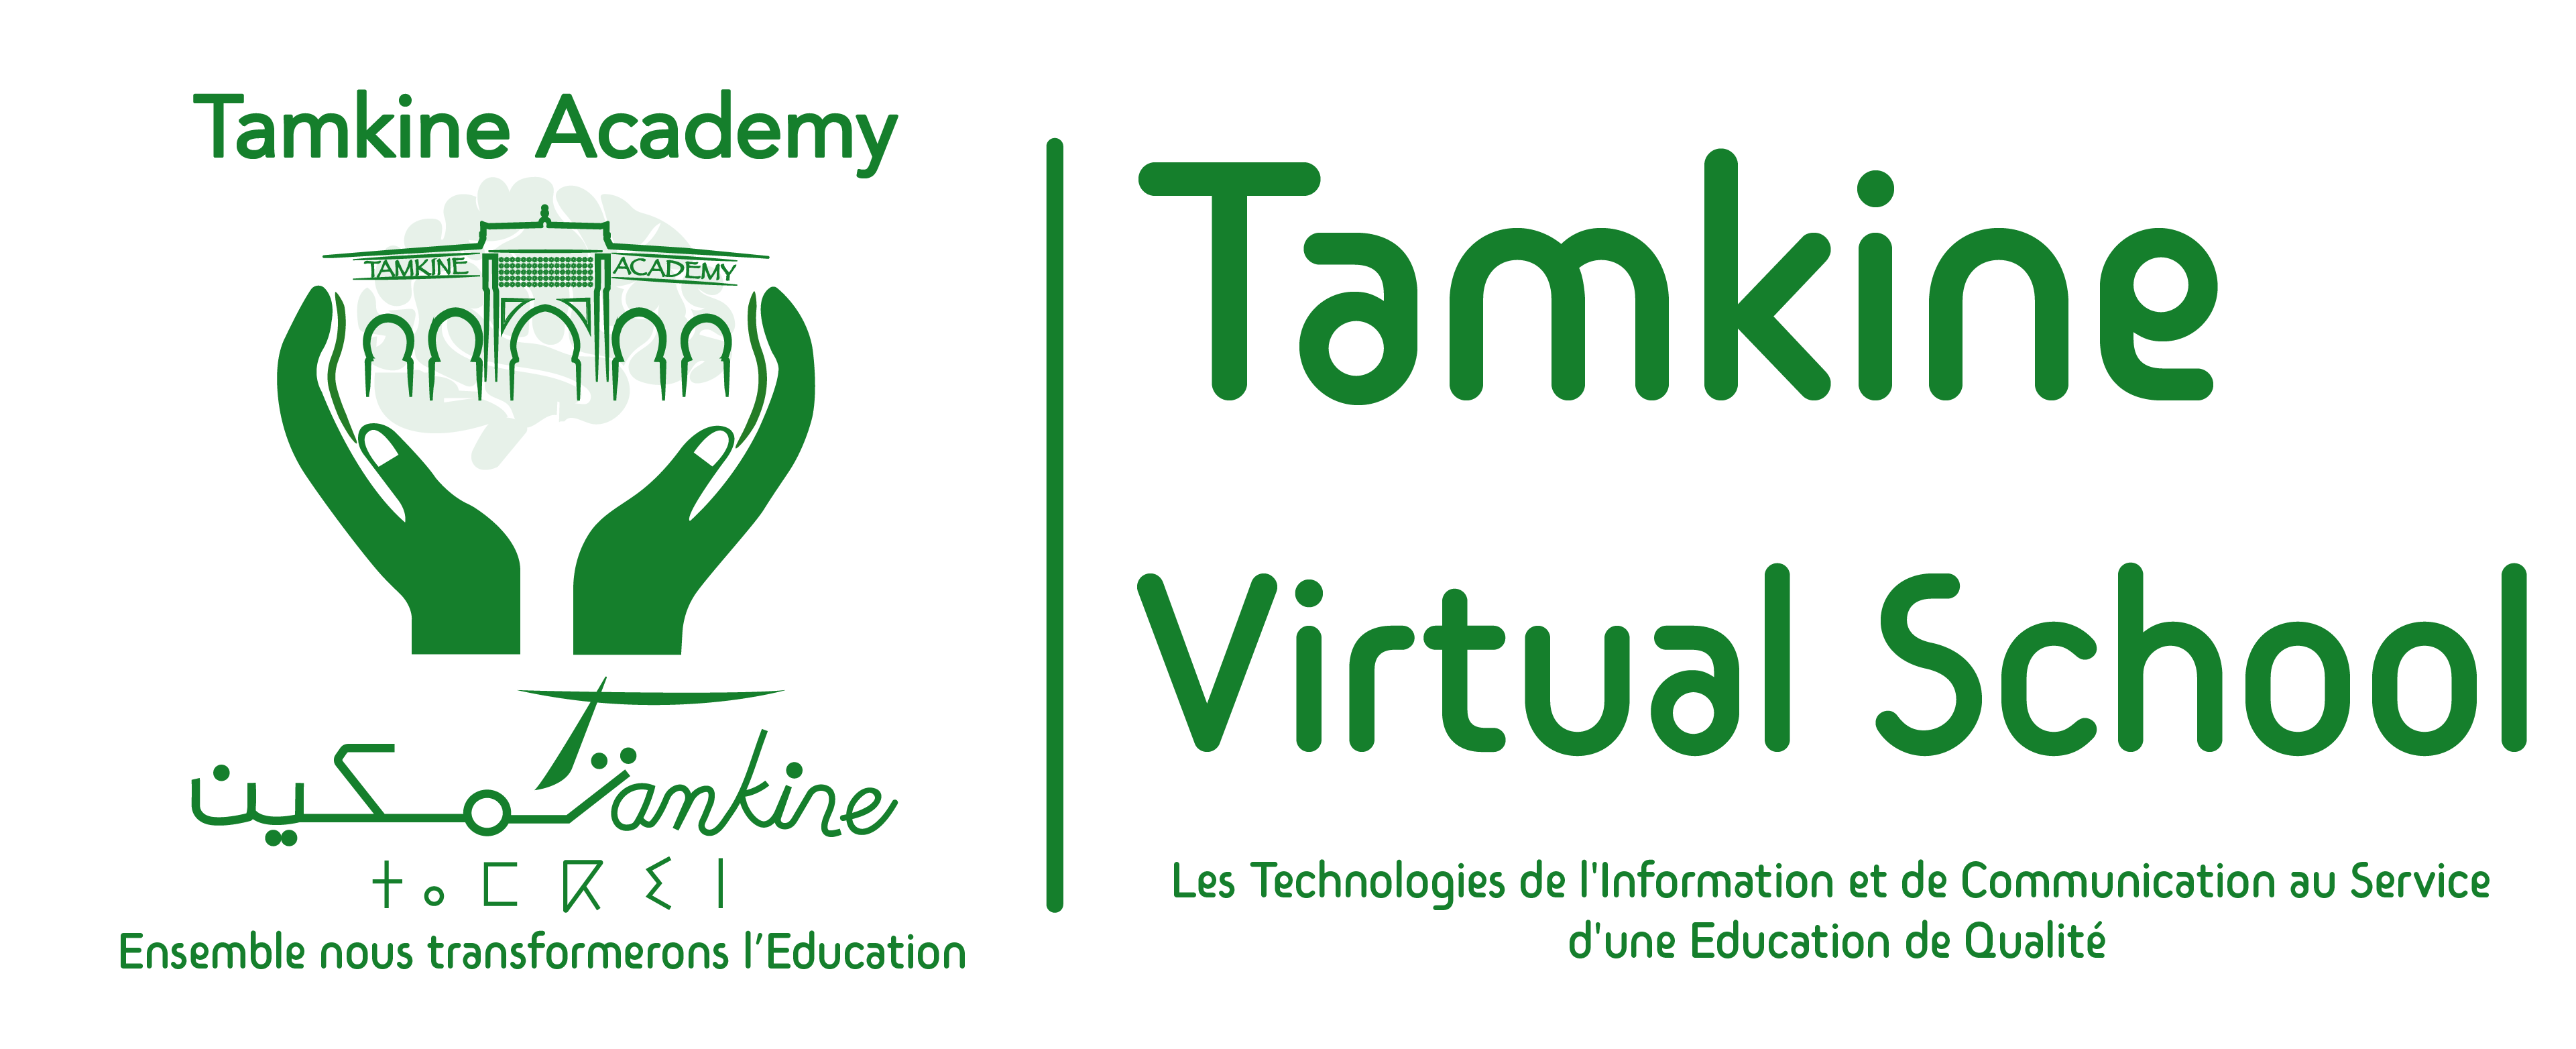 Tamkine Academy
TAMKINE ACADEMY
تمكين Tamkine
ⵜⴰⵎⴽⵉⵏ
Ensemble nous transformerons l’Education
Tamkine
Virtual School
Les Technologies de l'Information et de Communication au Service
d'une Education de Qualité